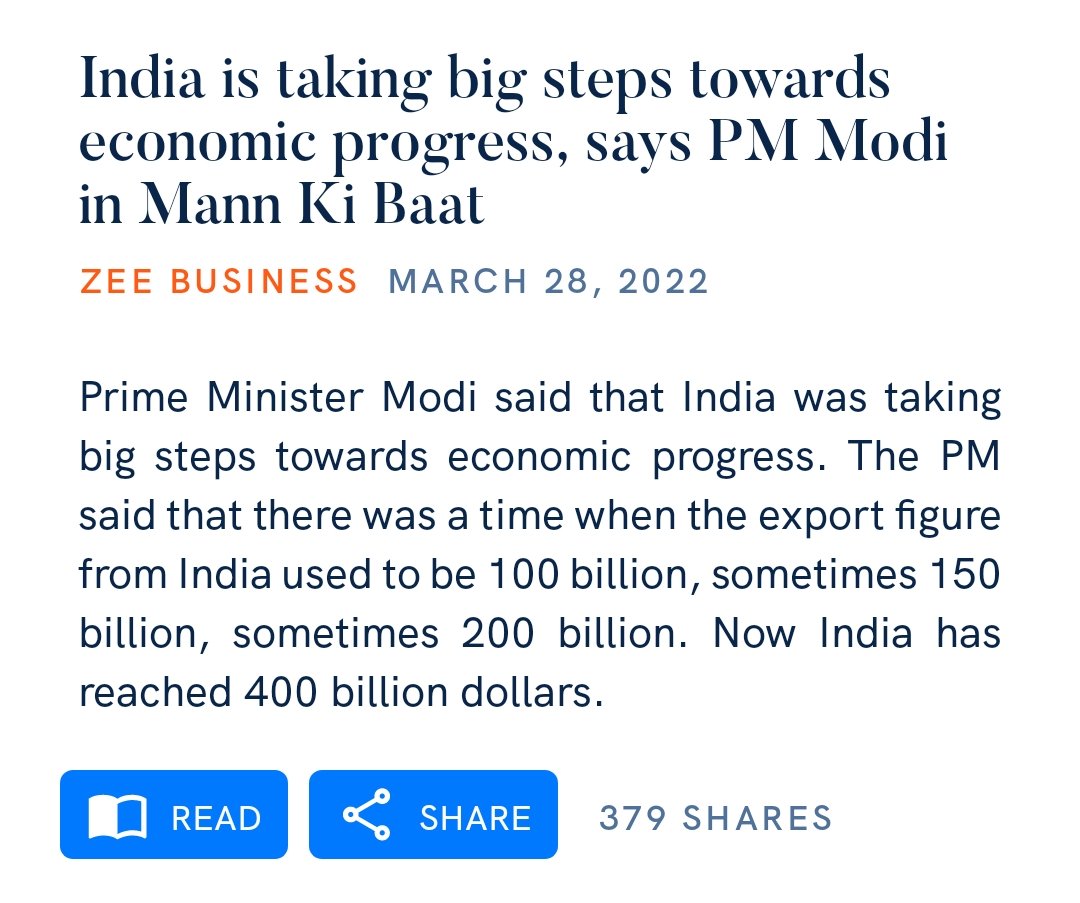 India is taking big steps towards
economic progress, says PM Modi
in Mann Ki Baat
ZEE BUSINESS MARCH 28, 2022
Prime Minister Modi said that India was taking
big steps towards economic progress. The PM
said that there was a time when the export figure
from India used to be 100 billion, sometimes 150
billion, sometimes 200 billion. Now India has
reached 400 billion dollars.
READ SHARE 379 SHARES